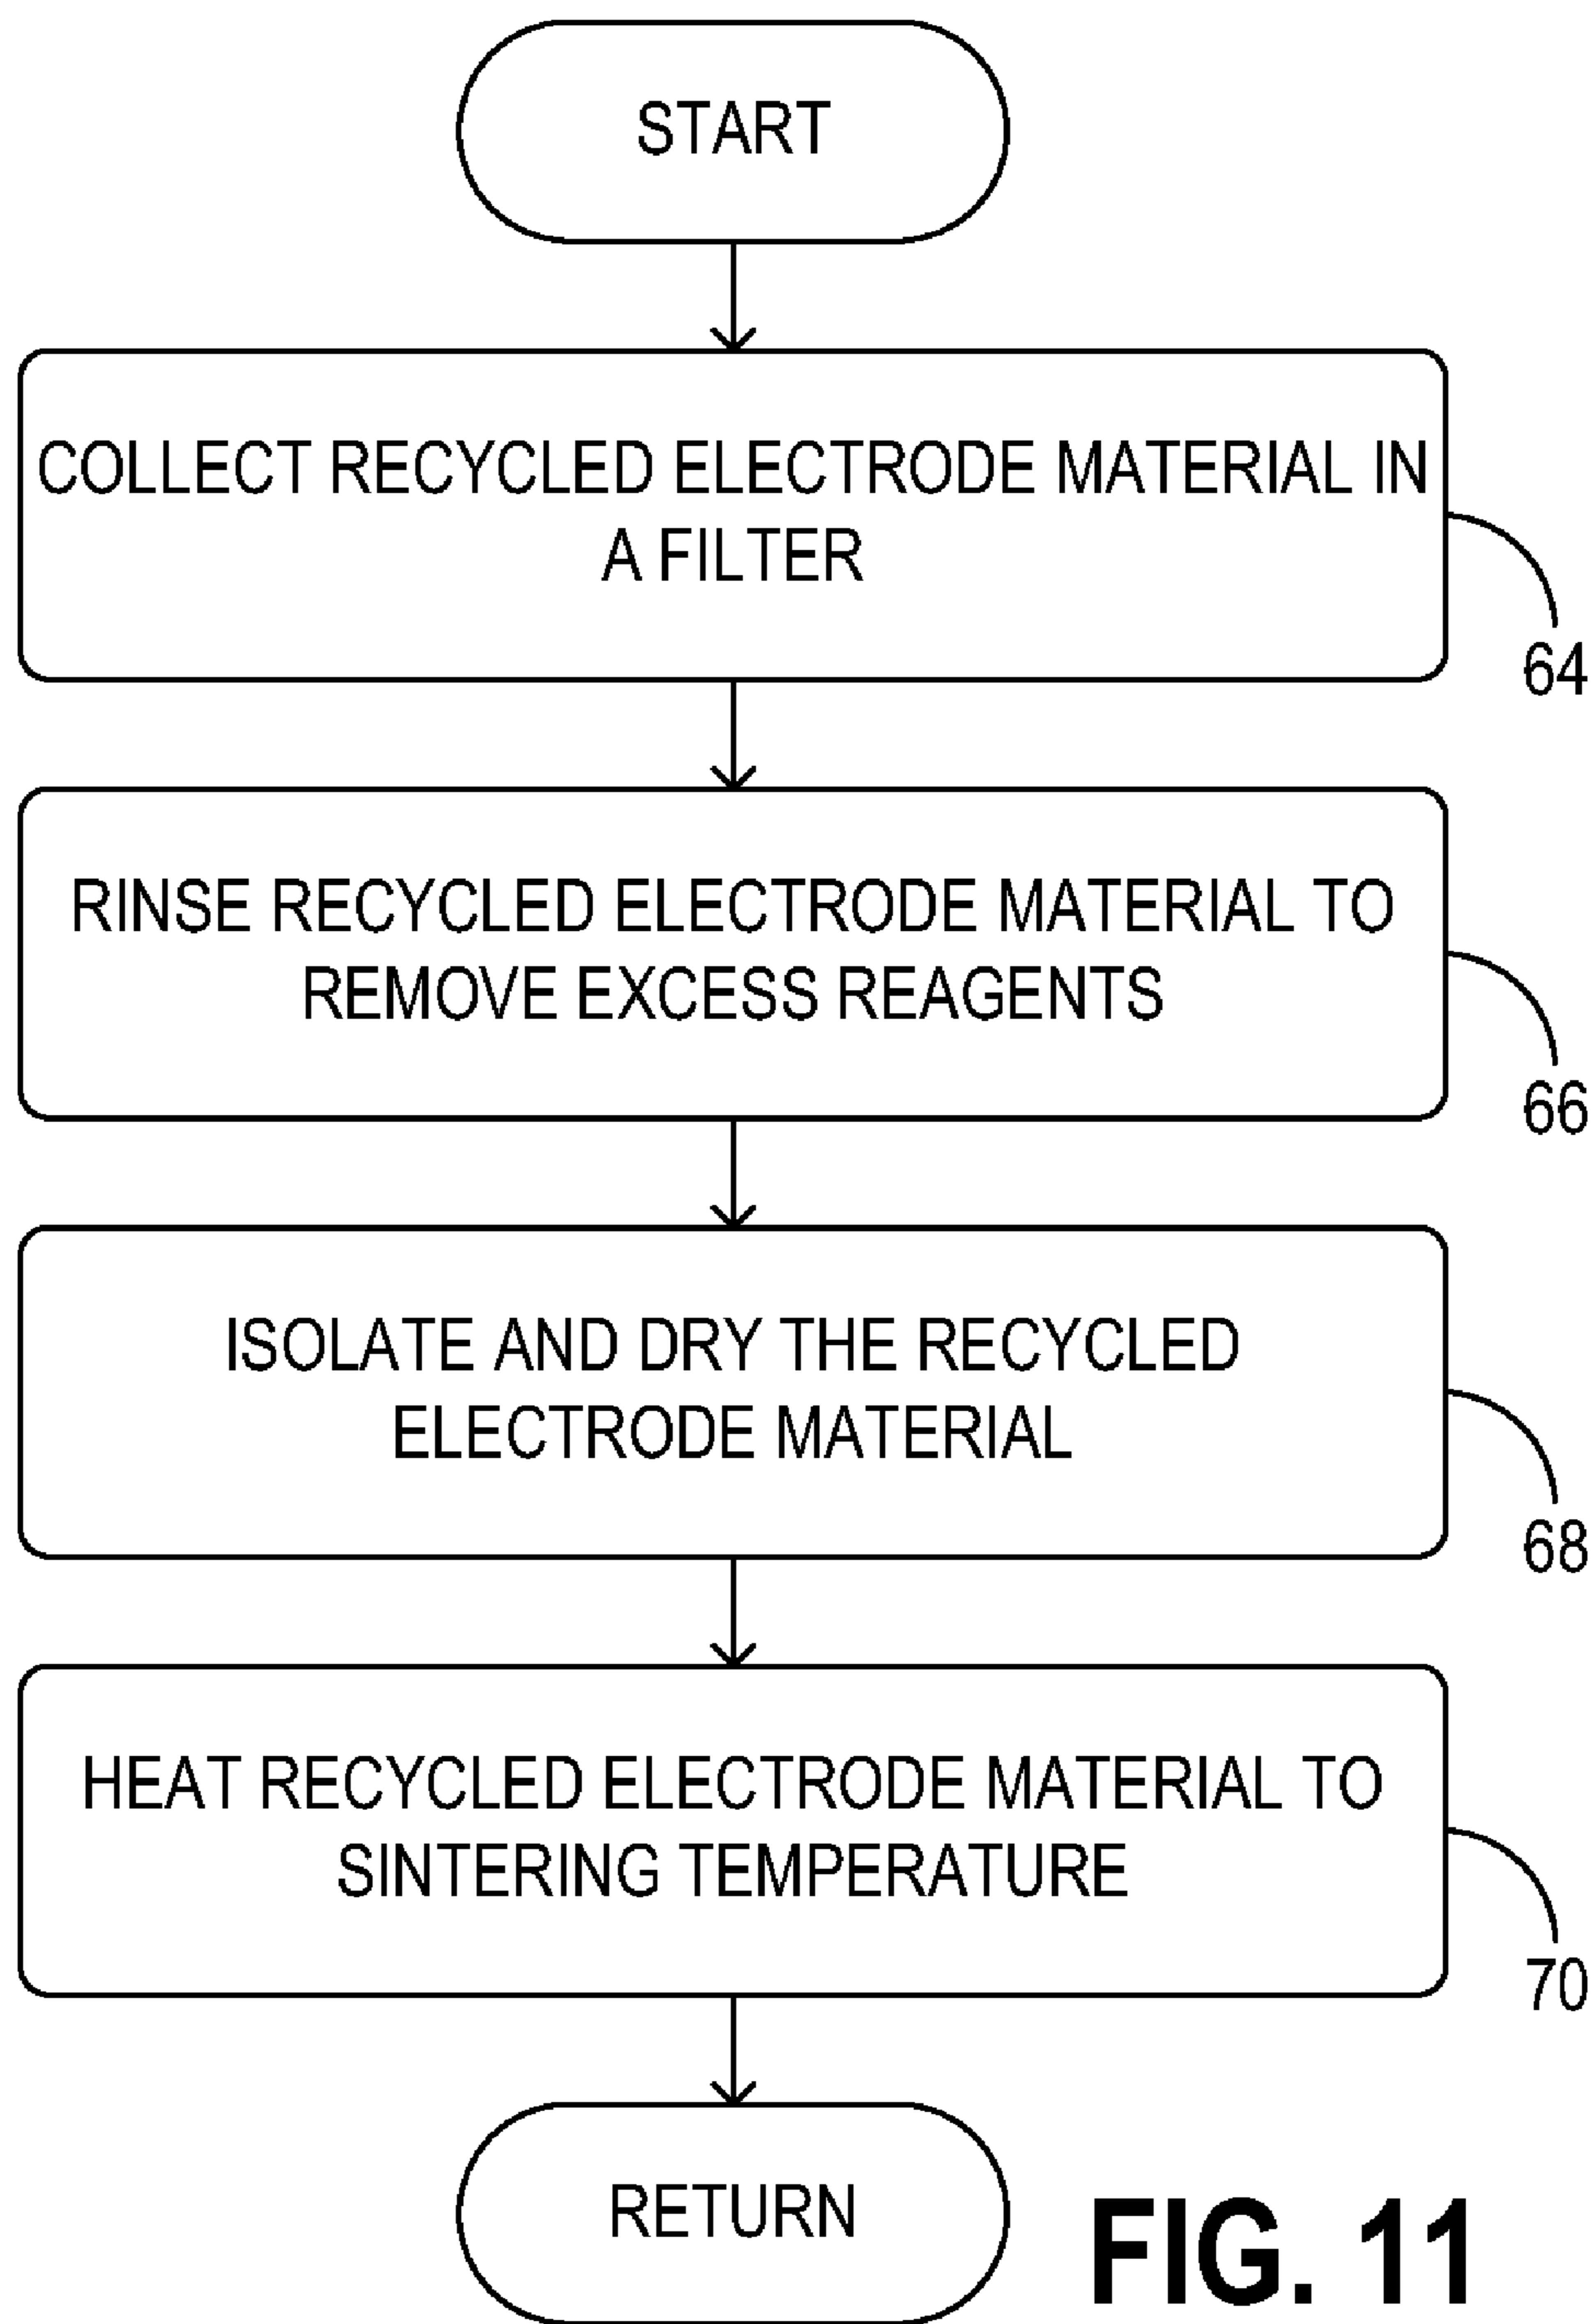 START
COLLECT RECYCLED ELECTRODE MATERIAL IN
A FILTER
64
RINSE RECYCLED ELECTRODE MATERIAL TO
REMOVE EXCESS REAGENTS
66
ISOLATE AND DRY THE RECYCLED
ELECTRODE MATERIAL
68
HEAT RECYCLED ELECTRODE MATERIAL TO
SINTERING TEMPERATURE
70
RETURN
FIG. 11